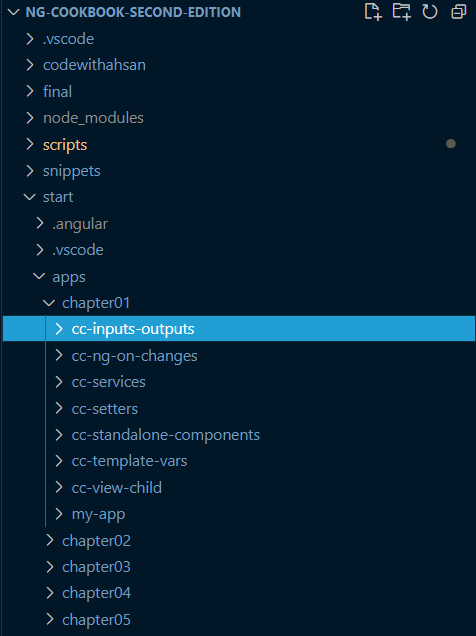 NG-COOKBOOK-SECOND-EDITION
.vscode
codewithahsan
final
node_modules
scripts
snippets
start
.angular
.vscode
apps
chapter01
cc-inputs-outputs
cc-ng-on-changes
cc-services
cc-setters
cc-standalone-components
cc-template-vars
cc-view-child
my-app
chapter02
chapter03
chapter04
chapter05